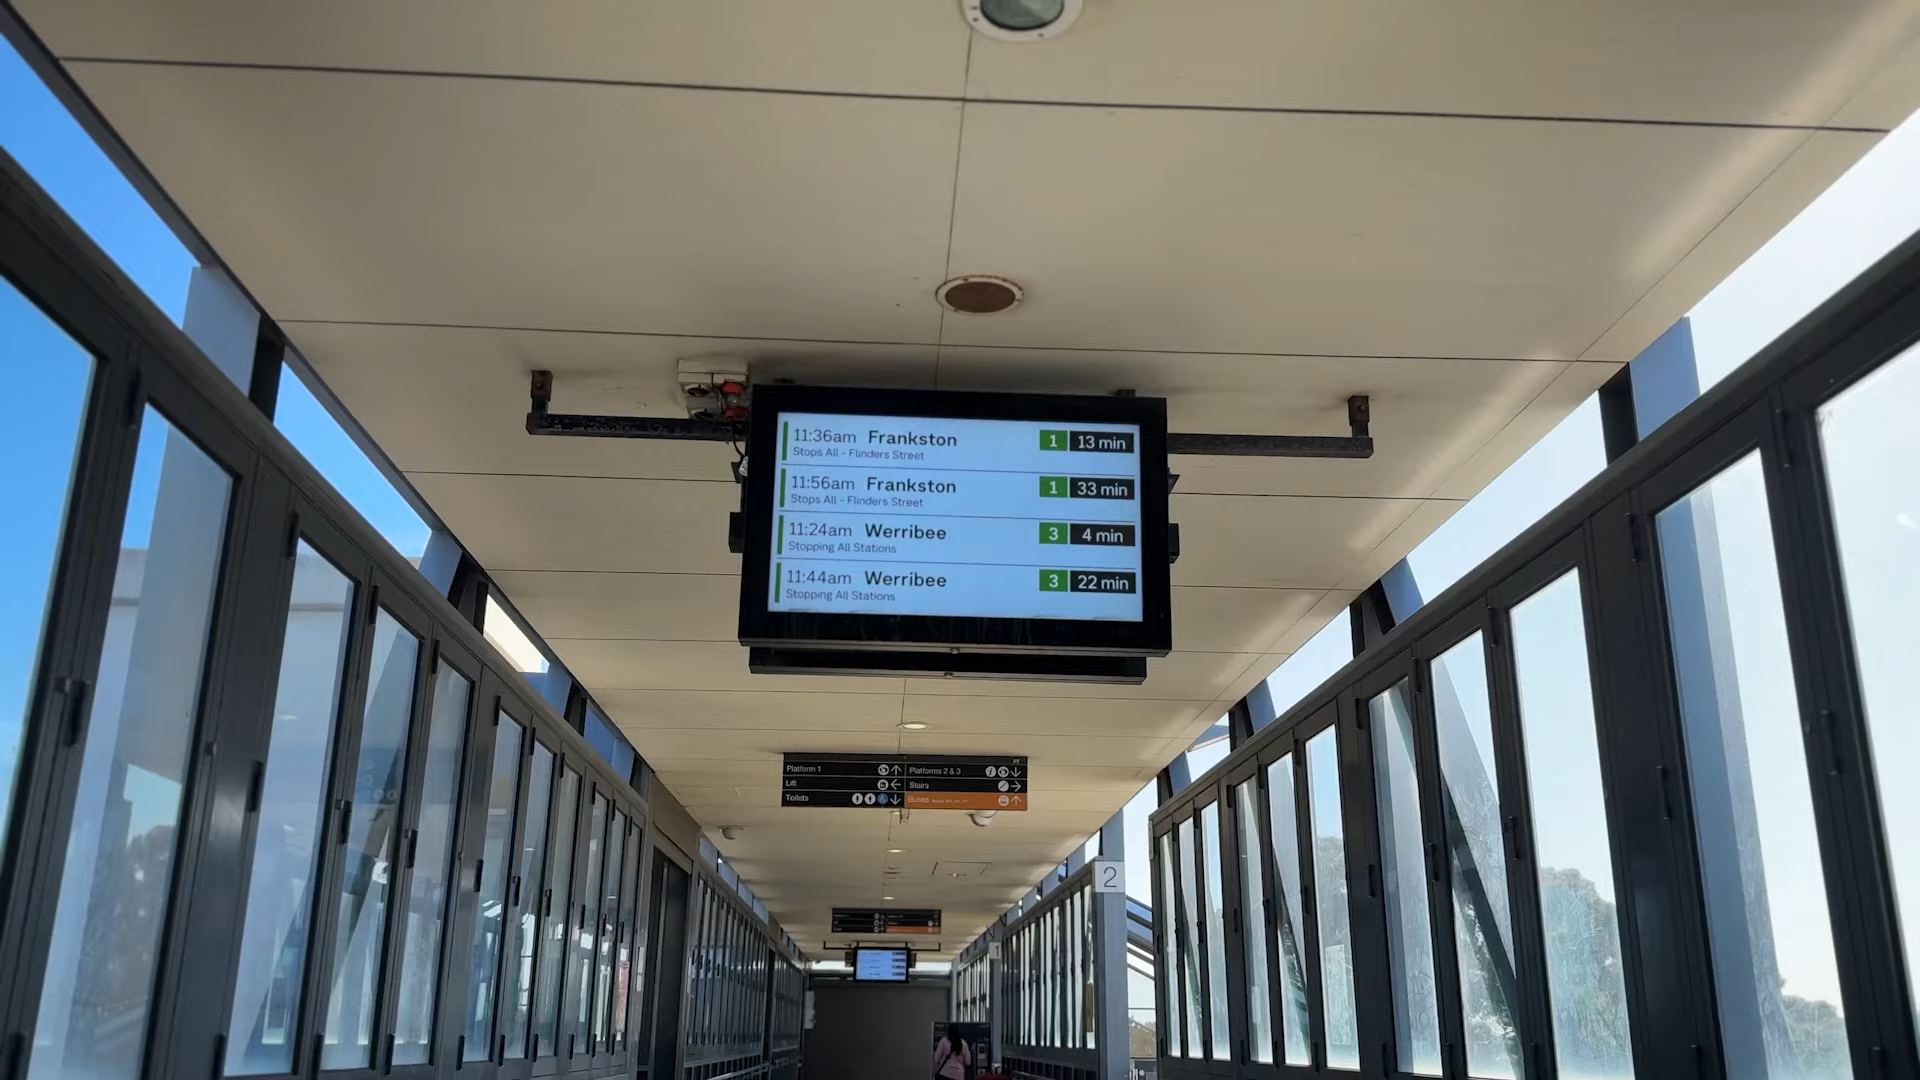 11:36am Frankston 1 13 min
Stops All - Flinders Street
11:56am Frankston 1 33 min
Stops All - Flinders Street
11:24am Werribee 3 4 min
Stopping All Stations
11:44am Werribee 3 22 min
Stopping All Stations
Platform 1
Lift
Toilets
Platforms 2 & 3
Stairs
Buses
2